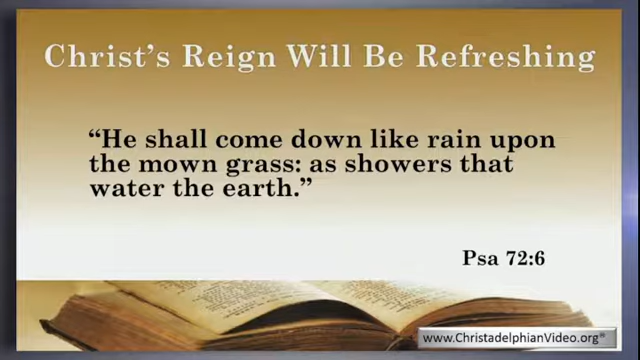 Christ's Reign Will Be Refreshing
“He shall come down like rain upon
the mown grass: as showers that
water the earth.”
Psa 72:6
www.ChristadelphianVideo.org®